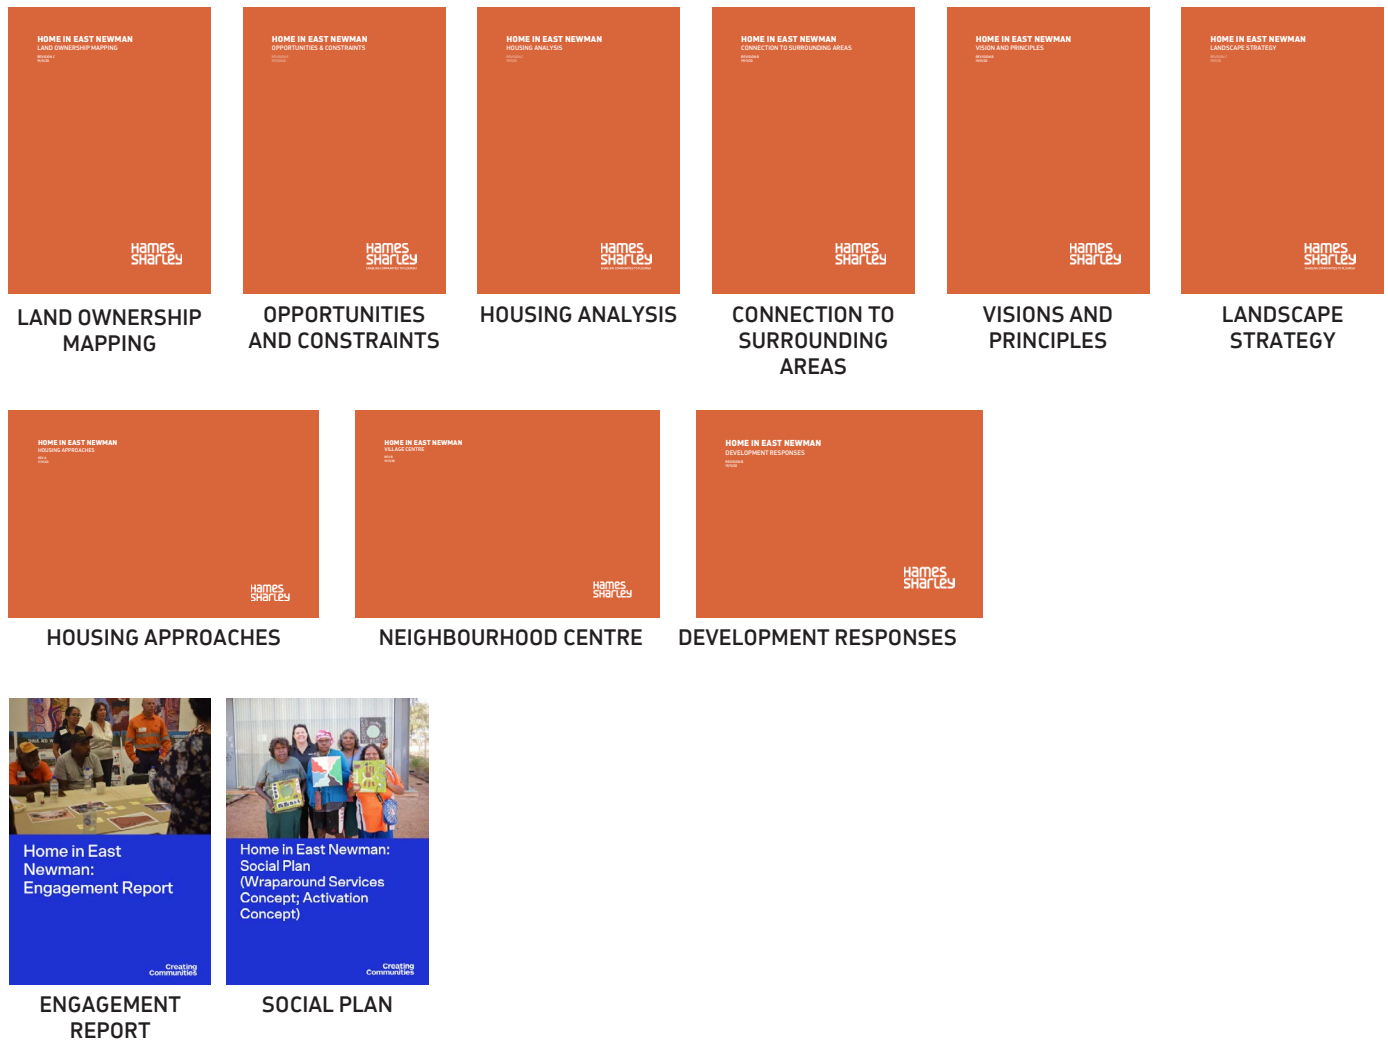 HOME IN EAST NEWMAN
LAND OWNERSHIP MAPPING
REVISION C
Hames
Sharley
LAND OWNERSHIP
MAPPING
HOME IN EAST NEWMAN
OPPORTUNITIES & CONSTRAINTS
Hames
Sharley
OPPORTUNITIES
AND CONSTRAINTS
HOME IN EAST NEWMAN
HOUSING ANALYSIS
Hames
Sharley
HOUSING ANALYSIS
HOME IN EAST NEWMAN
CONNECTION TO SURROUNDING AREAS
REVISION B
Hames
Sharley
CONNECTION TO
SURROUNDING
AREAS
HOME IN EAST NEWMAN
VISION AND PRINCIPLES
REVISION B
Hames
Sharley
VISIONS AND
PRINCIPLES
HOME IN EAST NEWMAN
LANDSCAPE STRATEGY
Hames
Sharley
LANDSCAPE
STRATEGY
HOME IN EAST NEWMAN
HOUSING APPROACHES
Hames
Sharley
HOUSING APPROACHES
HOME IN EAST NEWMAN
VILLAGE CENTRE
Hames
Sharley
NEIGHBOURHOOD CENTRE
HOME IN EAST NEWMAN
DEVELOPMENT RESPONSES
Hames
Sharley
DEVELOPMENT RESPONSES
Home in East
Newman:
Engagement Report
Creating
Communities
ENGAGEMENT
REPORT
Home in East Newman:
Social Plan
(Wraparound Services
Concept; Activation
Concept)
Creating
Communities
SOCIAL PLAN